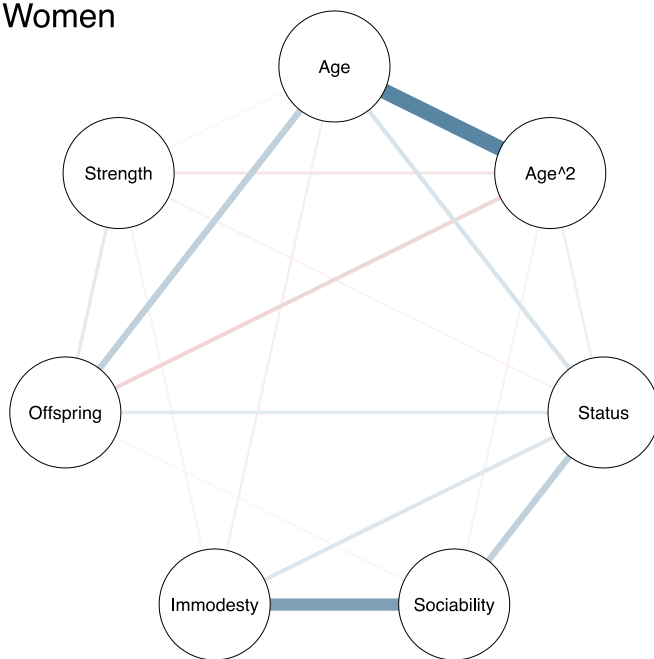 Women
Age
Strength
Age^2
Offspring
Status
Immodesty
Sociability